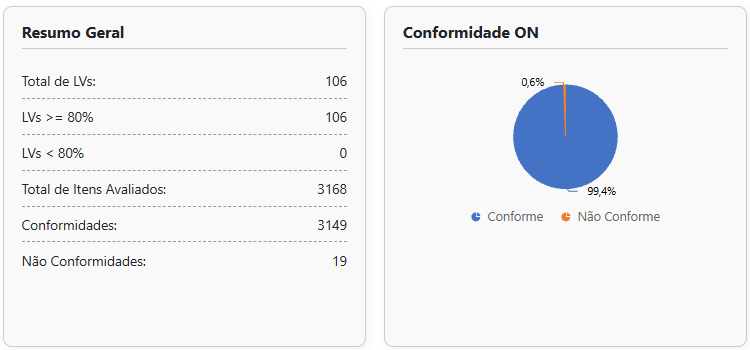 Resumo Geral
Total de LVs: 106
LVs >= 80% 106
LVs < 80% 0
Total de Itens Avaliados: 3168
Conformidades: 3149
Não Conformidades: 19
Conformidade ON
0,6%
99,4%
Conforme Não Conforme